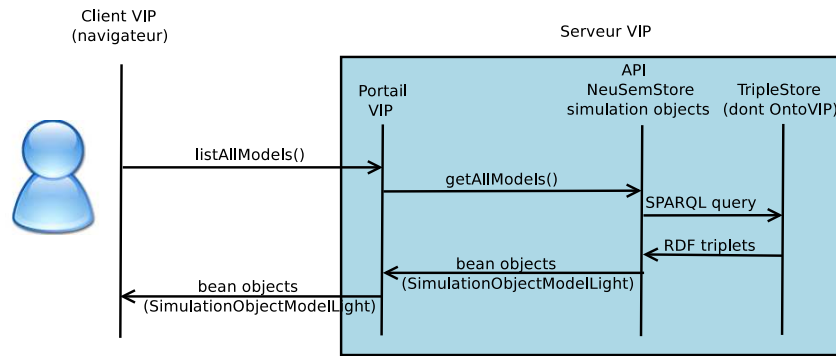 Client VIP
(navigateur)
Serveur VIP
Portail
VIP
API
NeuSemStore
simulation objects
TripleStore
(dont OntoVIP)
listAllModels()
getAllModels()
SPARQL query
RDF triplets
bean objects
(SimulationObjectModelLight)
bean objects
(SimulationObjectModelLight)